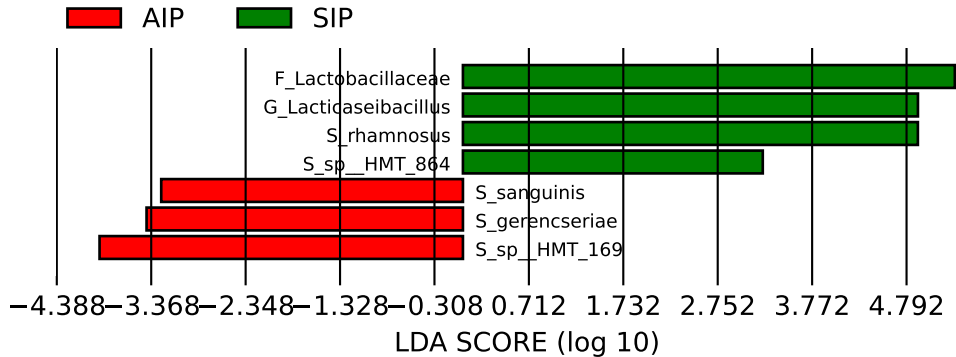 AIP SIP
F_Lactobacillaceae
G_Lacticaseibacillus
S_rhamnosus
S_sp__HMT_864
S_sanguinis
S_gerencseriae
S_sp__HMT_169
−4.388 −3.368 −2.348 −1.328 −0.308 0.712 1.732 2.752 3.772 4.792
LDA SCORE (log 10)